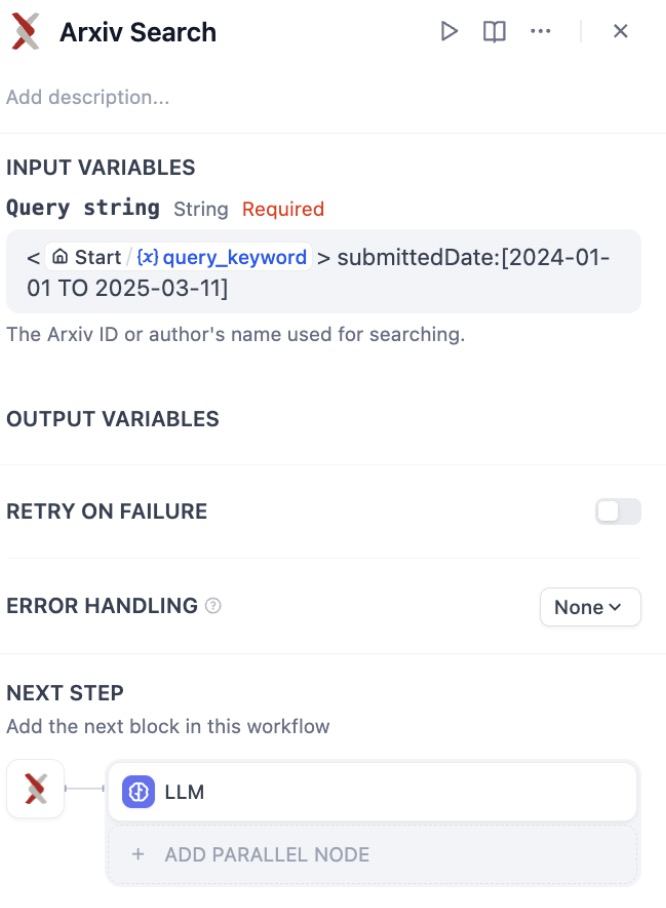 Arxiv Search
Add description...
INPUT VARIABLES
Query string String Required
< Start / {x} query_keyword > submittedDate:[2024-01-
01 TO 2025-03-11]
The Arxiv ID or author's name used for searching.
OUTPUT VARIABLES
RETRY ON FAILURE
ERROR HANDLING
None
NEXT STEP
Add the next block in this workflow
LLM
+ ADD PARALLEL NODE